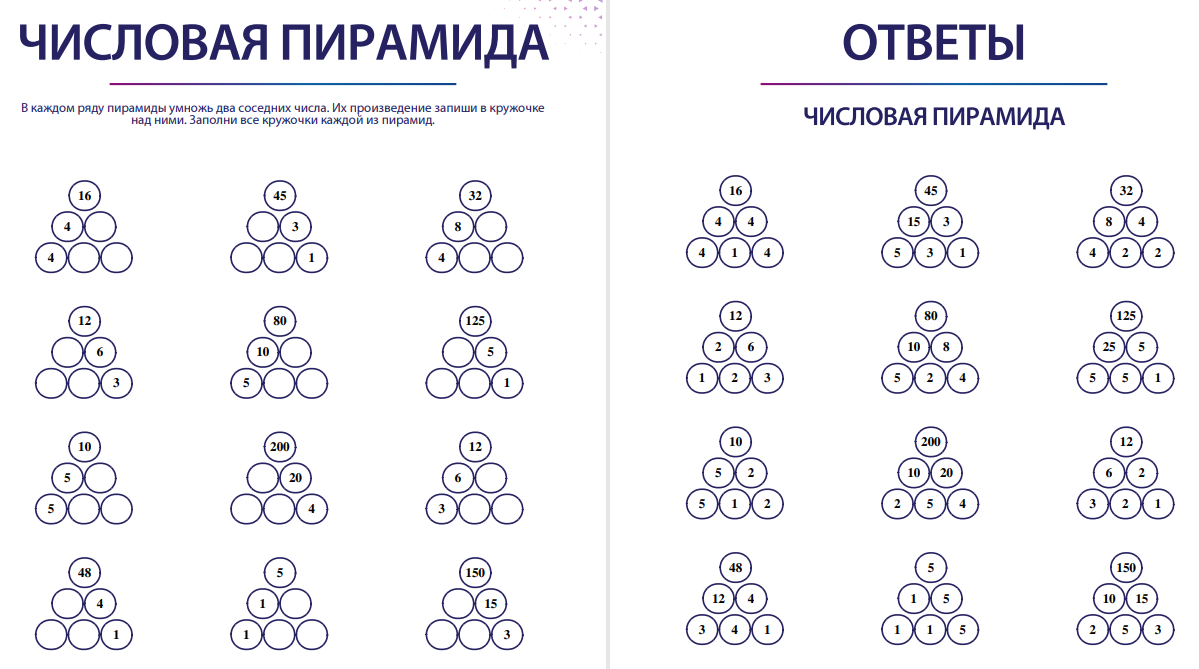 ЧИСЛОВАЯ ПИРАМИДА
В каждом ряду пирамиды умножь два соседних числа. Их произведение запиши в кружочке
над ними. Заполни все кружочки каждой из пирамид.
16 45 32
4 3 8
4 1 4
12 80 125
6 10 5
3 5 1
10 200 12
5 20 6
5 4 3
48 5 150
4 1 15
1 1 3
ОТВЕТЫ
ЧИСЛОВАЯ ПИРАМИДА
16 45 32
4 4 15 3 8 4
4 1 4 5 3 1 4 2 2
12 80 125
2 6 10 8 25 5
1 2 3 5 2 4 5 5 1
10 200 12
5 2 10 20 6 2
5 1 2 2 5 4 3 2 1
48 5 150
12 4 1 5 10 15
3 4 1 1 1 5 2 5 3